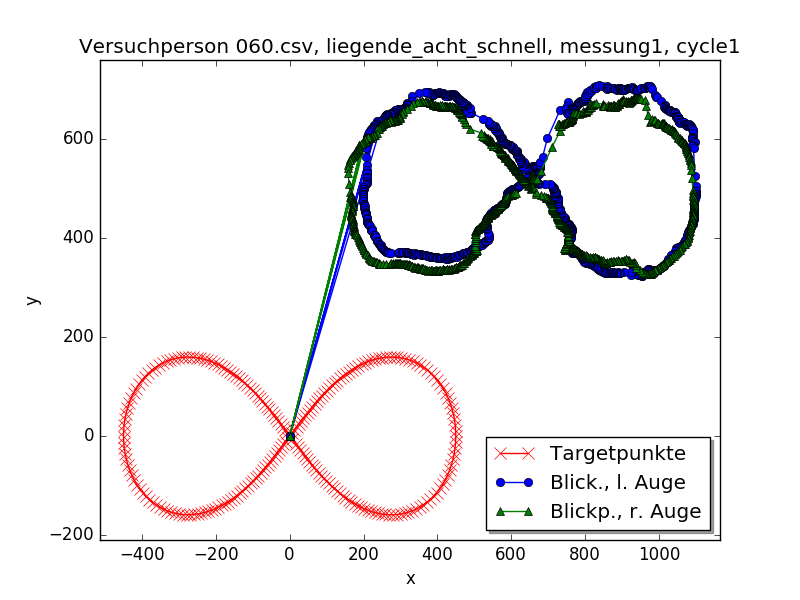 Versuchperson 060.csv, liegende_acht_schnell, messung1, cycle1
y
600
400
200
0
−200
−400
−200
0
200
400
600
800
1000
x
Targetpunkte
Blick., l. Auge
Blickp., r. Auge